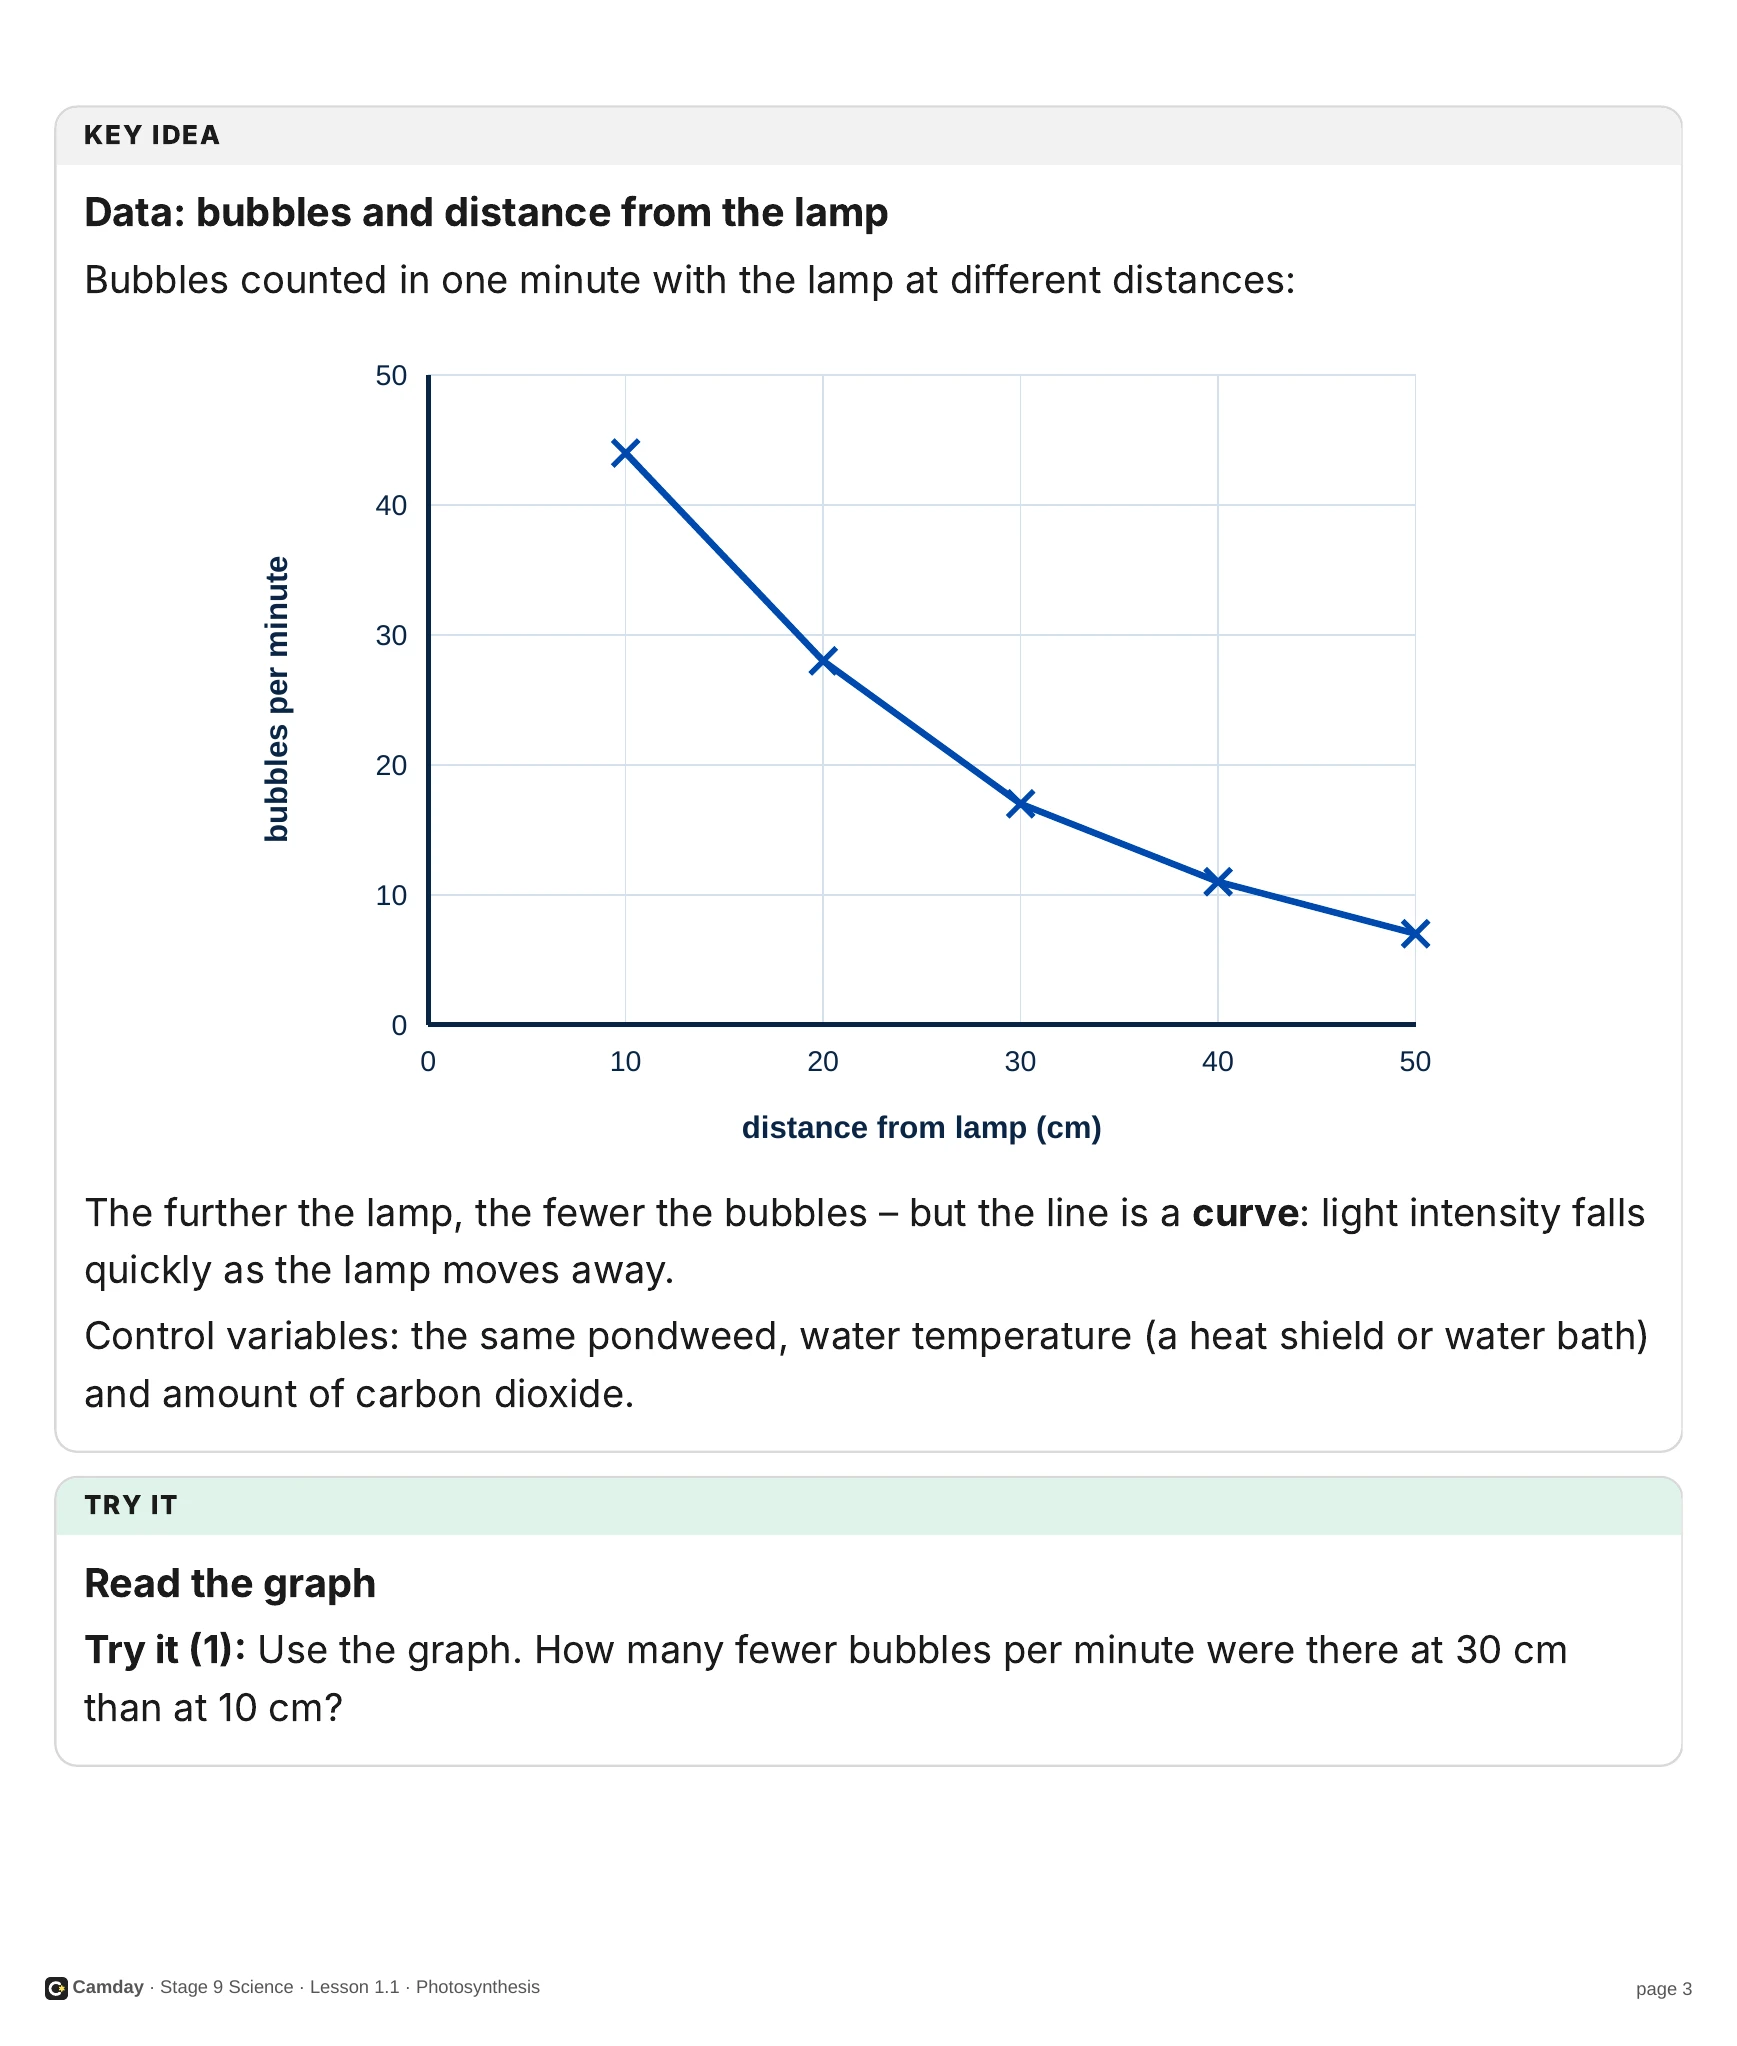 KEY IDEA
Data: bubbles and distance from the lamp
Bubbles counted in one minute with the lamp at different distances:
50
40
30
20
10
0
bubbles per minute
0 10 20 30 40 50
distance from lamp (cm)
The further the lamp, the fewer the bubbles – but the line is a curve: light intensity falls
quickly as the lamp moves away.
Control variables: the same pondweed, water temperature (a heat shield or water bath)
and amount of carbon dioxide.
TRY IT
Read the graph
Try it (1): Use the graph. How many fewer bubbles per minute were there at 30 cm
than at 10 cm?
Camday · Stage 9 Science · Lesson 1.1 · Photosynthesis
page 3